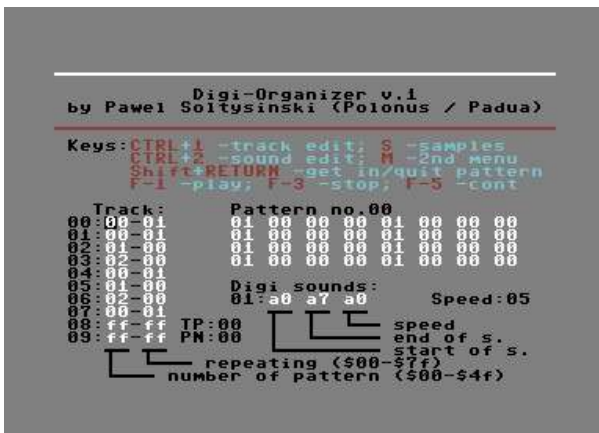 Digi-Organizer v.1
by Pawel Soltysinski (Polonus / Padua)
Keys:CTRL+1 -track edit; S -samples
CTRL+2 -sound edit; M -2nd menu
Shift+RETURN -get in/quit pattern
F-1 -play; F-3 -stop; F-5 -cont
Track: Pattern no.00
00:00-01 01 00 00 00 01 00 00 00
01:00-01 01 00 00 00 01 00 00 00
02:01-00 01 00 00 00 01 00 00 00
03:02-00 01 00 00 00 01 00 00 00
04:00-01
05:01-00 Digi sounds:
06:02-00 01:a0 a7 a0 Speed:05
07:00-01
08:ff-ff TP:00 speed
09:ff-ff PN:00 end of s.
start of s.
repeating ($00-$7f)
number of pattern ($00-$4f)